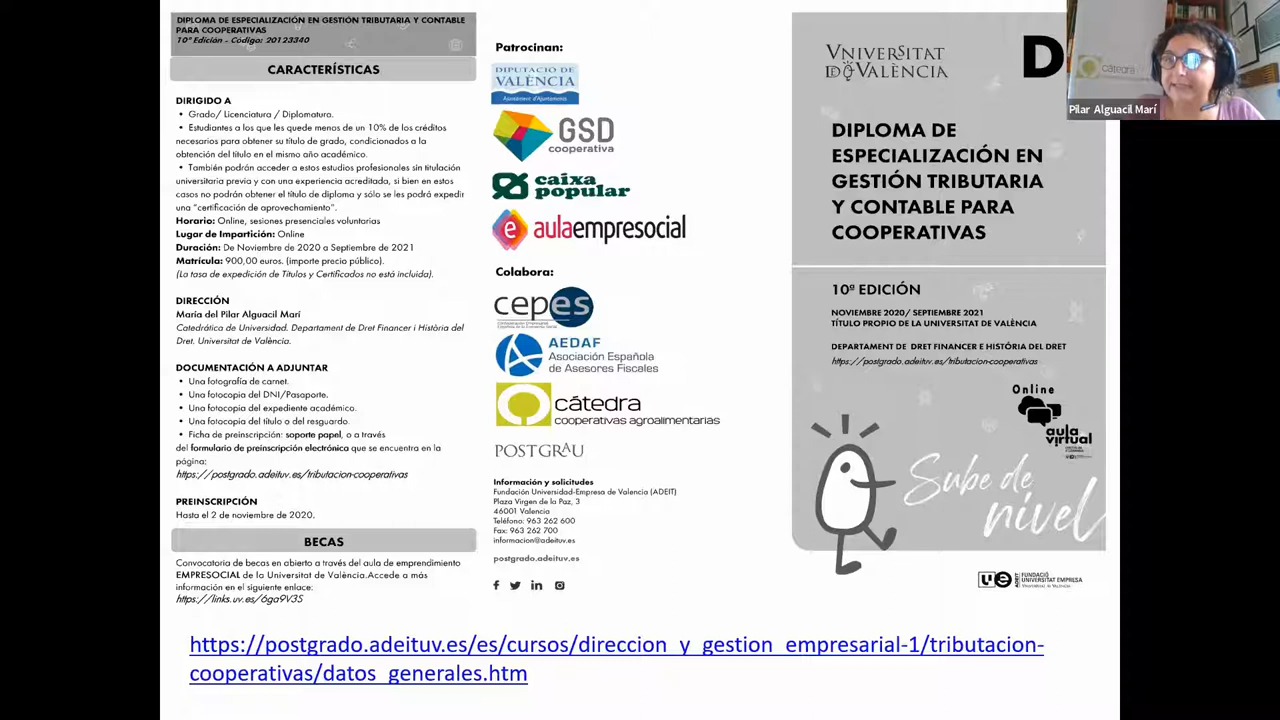 DIPLOMA DE ESPECIALIZACIÓN EN GESTIÓN TRIBUTARIA Y CONTABLE
PARA COOPERATIVAS
10ª Edición - Código: 20123340
CARACTERÍSTICAS
DIRIGIDO A
• Grado/ Licenciatura / Diplomatura.
• Estudiantes a los que les quede menos de un 10% de los créditos
necesarios para obtener su título de grado, condicionados a la
obtención del título en el mismo año académico.
• También podrán acceder a estos estudios profesionales sin titulación
universitaria previa y con una experiencia acreditada, si bien en estos
casos no podrán obtener el título de diploma y sólo se les podrá expedir
una "certificación de aprovechamiento".
Horario: Online, sesiones presenciales voluntarias
Lugar de Impartición: Online
Duración: De Noviembre de 2020 a Septiembre de 2021
Matrícula: 900,00 euros. (importe precio público).
(La tasa de expedición de Títulos y Certificados no está incluida).
DIRECCIÓN
María del Pilar Alguacil Marí
Catedrática de Universidad. Departament de Dret Financer i Història del
Dret. Universitat de València.
DOCUMENTACIÓN A ADJUNTAR
• Una fotografía de carnet.
• Una fotocopia del DNI/Pasaporte.
• Una fotocopia del expediente académico.
• Una fotocopia del título o del resguardo.
• Ficha de preinscripción: soporte papel, o a través
del formulario de preinscripción electrónica que se encuentra en la
página:
https://postgrado.adeituv.es/tributacion-cooperativas
PREINSCRIPCIÓN
Hasta el 2 de noviembre de 2020.
BECAS
Convocatoria de becas en abierto a través del aula de emprendimiento
EMPRESOCIAL de la Universitat de València.Accede a más
información en el siguiente enlace:
https://links.uv.es/6ga9V3S
Patrocinan:
DIPUTACIÓ DE
VALÈNCIA
Assistència a Ajuntaments
GSD
cooperativa
caixa
popular
e aulaempresocial
Colabora:
cepes
AEDAF
Asociación Española
de Asesores Fiscales
cátedra
cooperativas agroalimentarias
POSTGRAU
Información y solicitudes
Fundación Universidad-Empresa de Valencia (ADEIT)
Plaza Virgen de la Paz, 3
46001 Valencia
Teléfono: 963 262 600
Fax: 963 262 700
informacion@adeituv.es
postgrado.adeituv.es
VNIVERSITAT
DE VALÈNCIA
D
DIPLOMA DE
ESPECIALIZACIÓN EN
GESTIÓN TRIBUTARIA
Y CONTABLE PARA
COOPERATIVAS
10ª EDICIÓN
NOVIEMBRE 2020/ SEPTIEMBRE 2021
TÍTULO PROPIO DE LA UNIVERSITAT DE VALÈNCIA
DEPARTAMENT DE DRET FINANCER E HISTÓRIA DEL DRET
https://postgrado.adeituv.es/tributacion-cooperativas
Online
aula
virtual
Sube de
nivel
ue ADEIT FUNDACIÓ
UNIVERSITAT EMPRESA
cátedra
Pilar Alguacil Marí
https://postgrado.adeituv.es/es/cursos/direccion_y_gestion_empresarial-1/tributacion-
cooperativas/datos_generales.htm